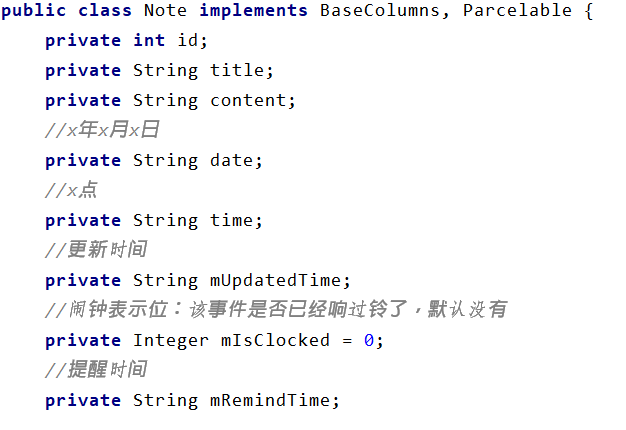 public class Note implements BaseColumns, Parcelable {
    private int id;
    private String title;
    private String content;
    //x年x月x日
    private String date;
    //x点
    private String time;
    //更新时间
    private String mUpdatedTime;
    //闹钟表示位：该事件是否已经响过铃了，默认没有
    private Integer mIsClocked = 0;
    //提醒时间
    private String mRemindTime;